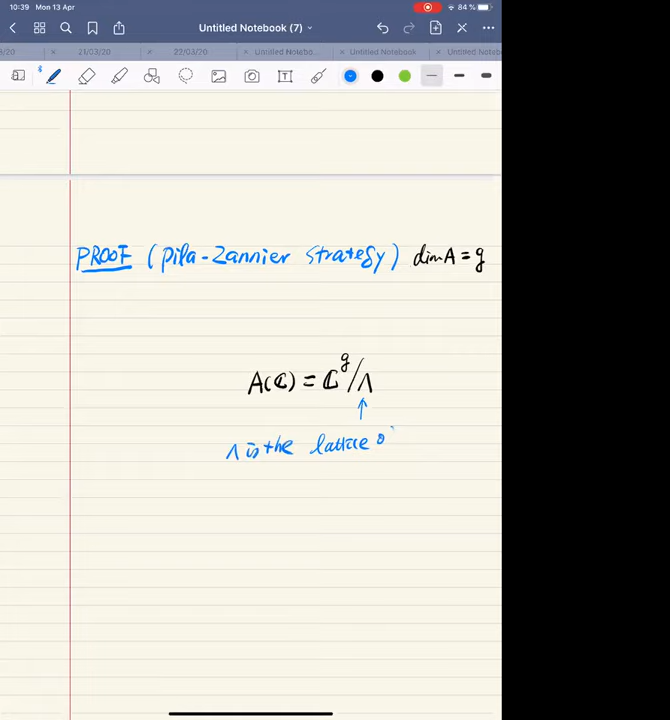 10:39 Mon 13 Apr
84 %
Untitled Notebook (7)
21/03/20
22/03/20
Untitled Notebo...
Untitled Notebook
Untitled Noteb
PROOF (Pila-Zannier strategy) dim A = g
A(ℂ) = ℂ^g/Λ
↑
Λ is the lattice o